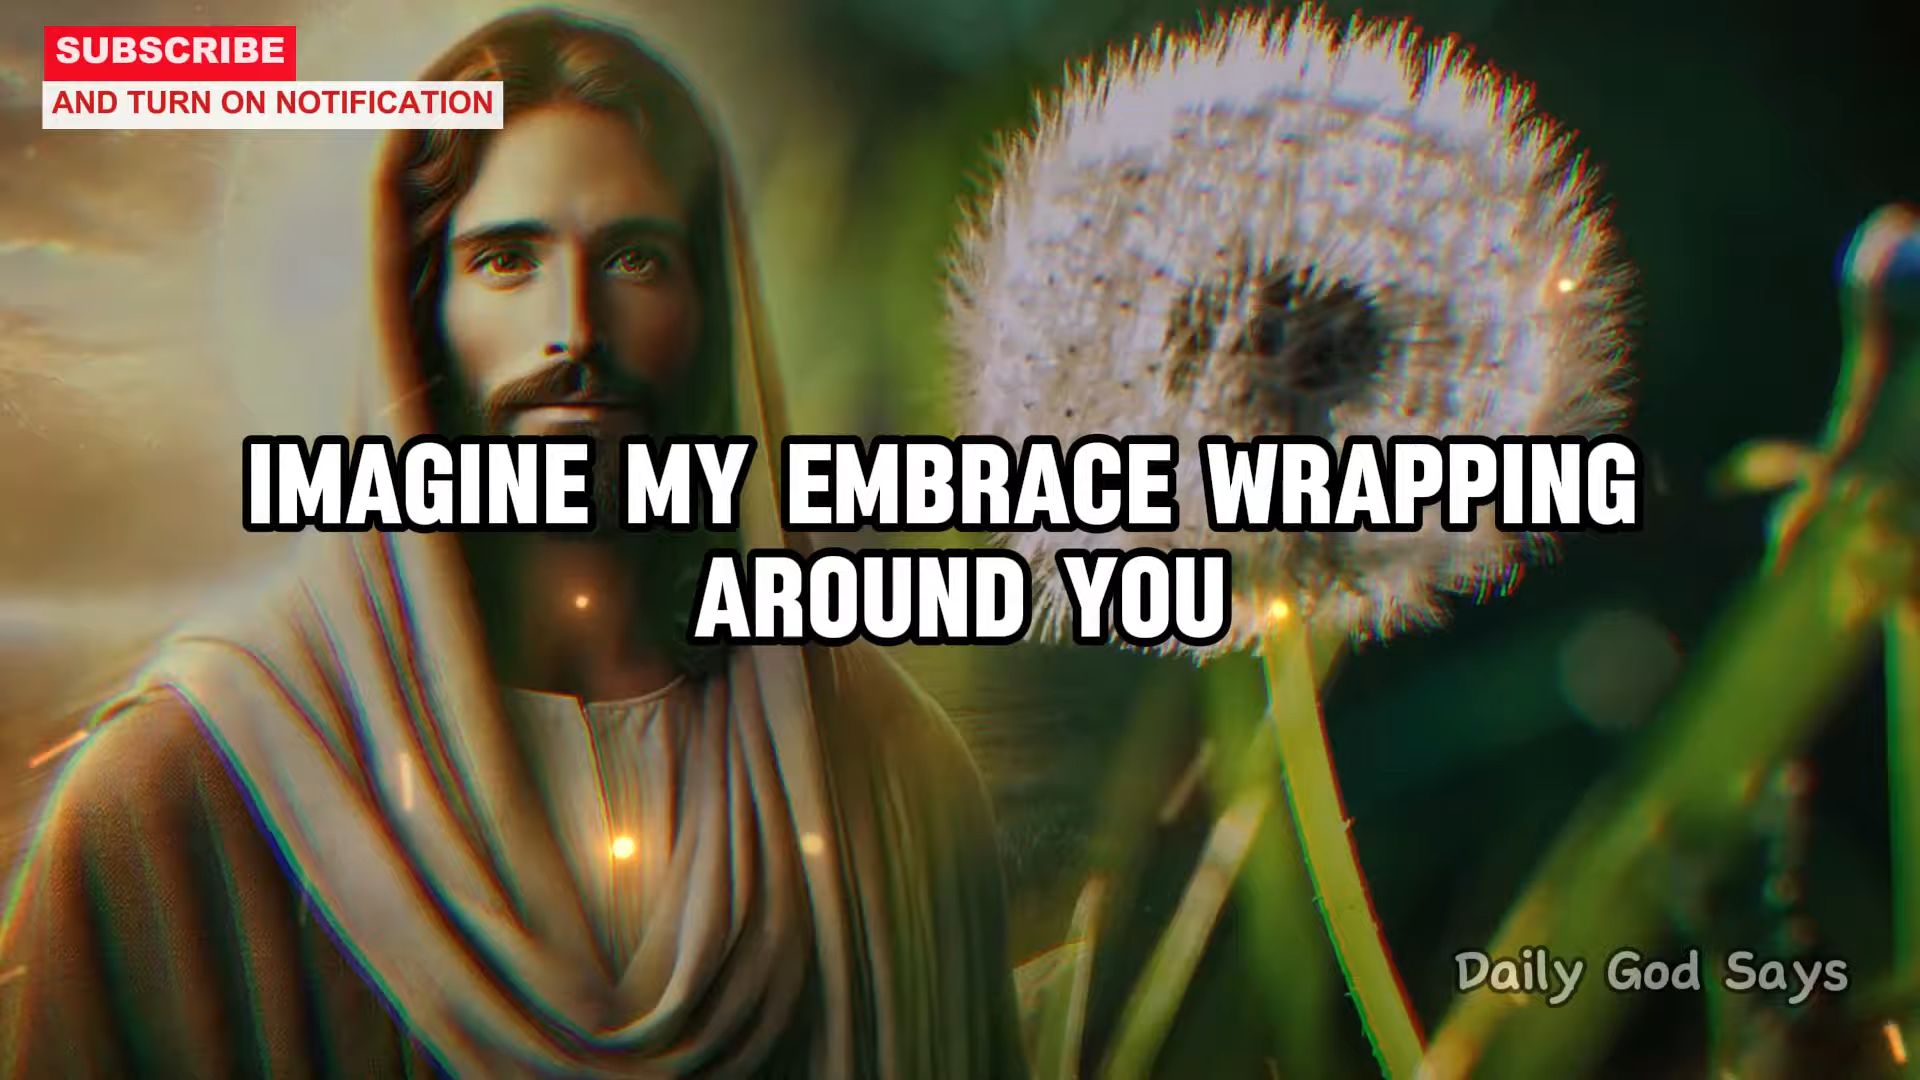 SUBSCRIBE
AND TURN ON NOTIFICATION
IMAGINE MY EMBRACE WRAPPING
AROUND YOU
Daily God Says